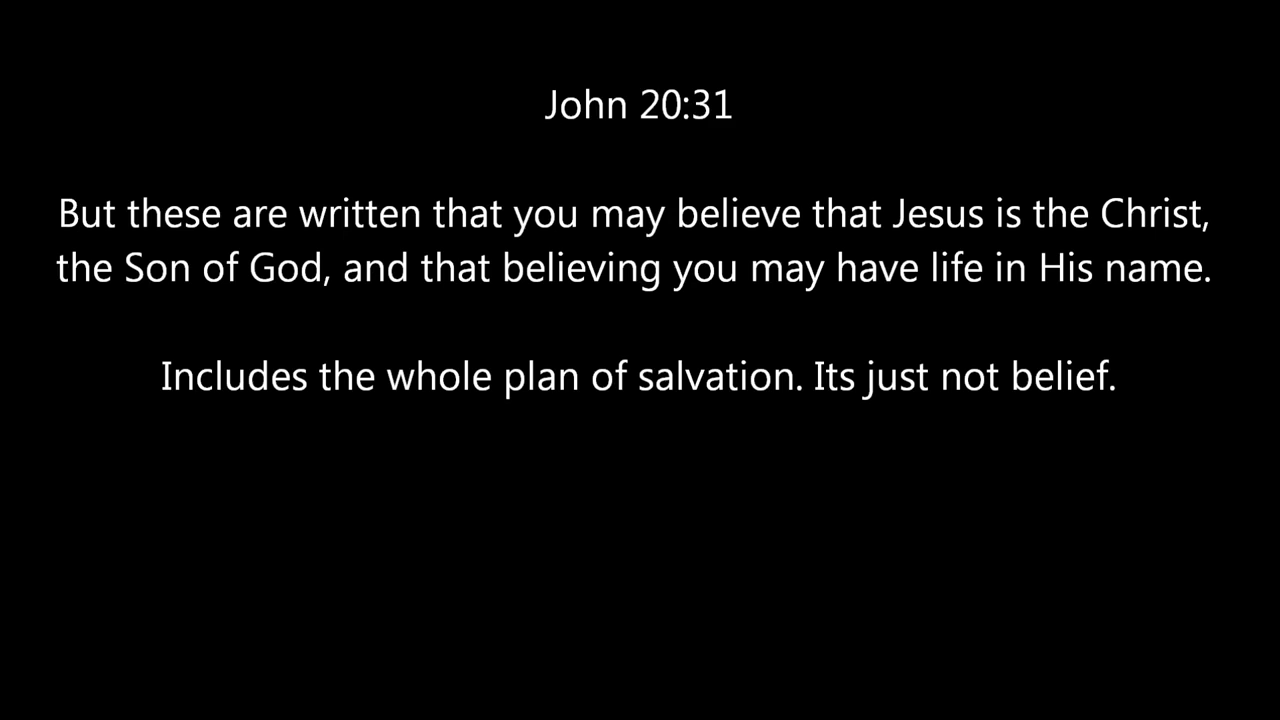 John 20:31
But these are written that you may believe that Jesus is the Christ,
the Son of God, and that believing you may have life in His name.
Includes the whole plan of salvation. Its just not belief.